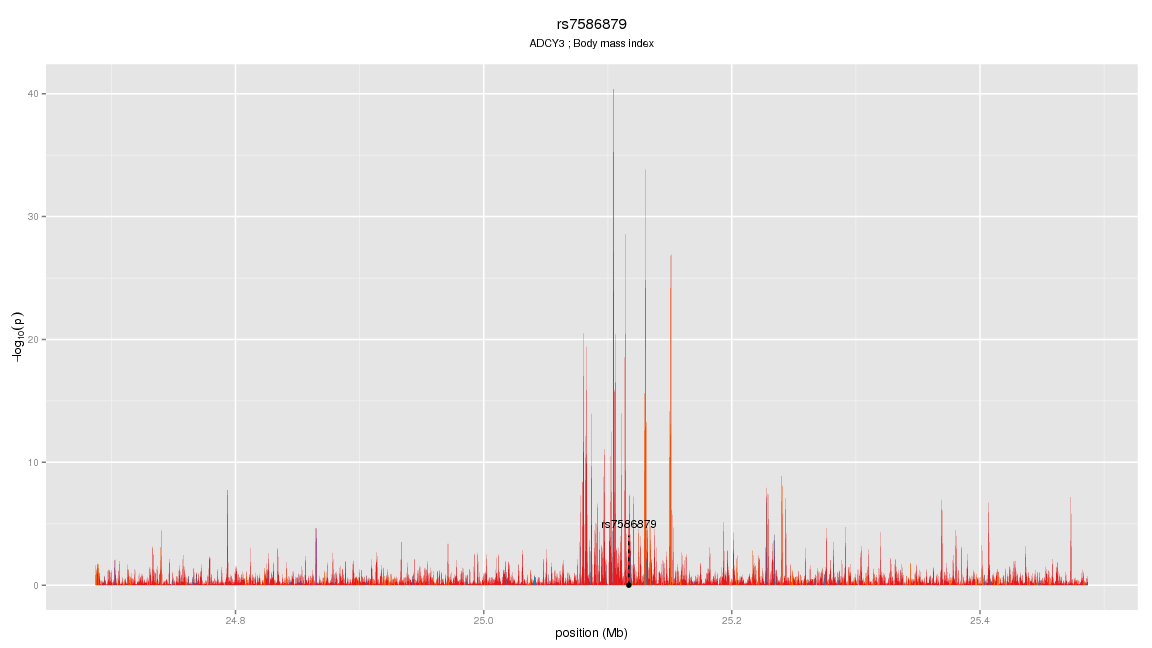 rs7586879
ADCY3 ; Body mass index
40
30
20
10
0
−log10(p)
rs7586879
24.8
25.0
25.2
25.4
position (Mb)